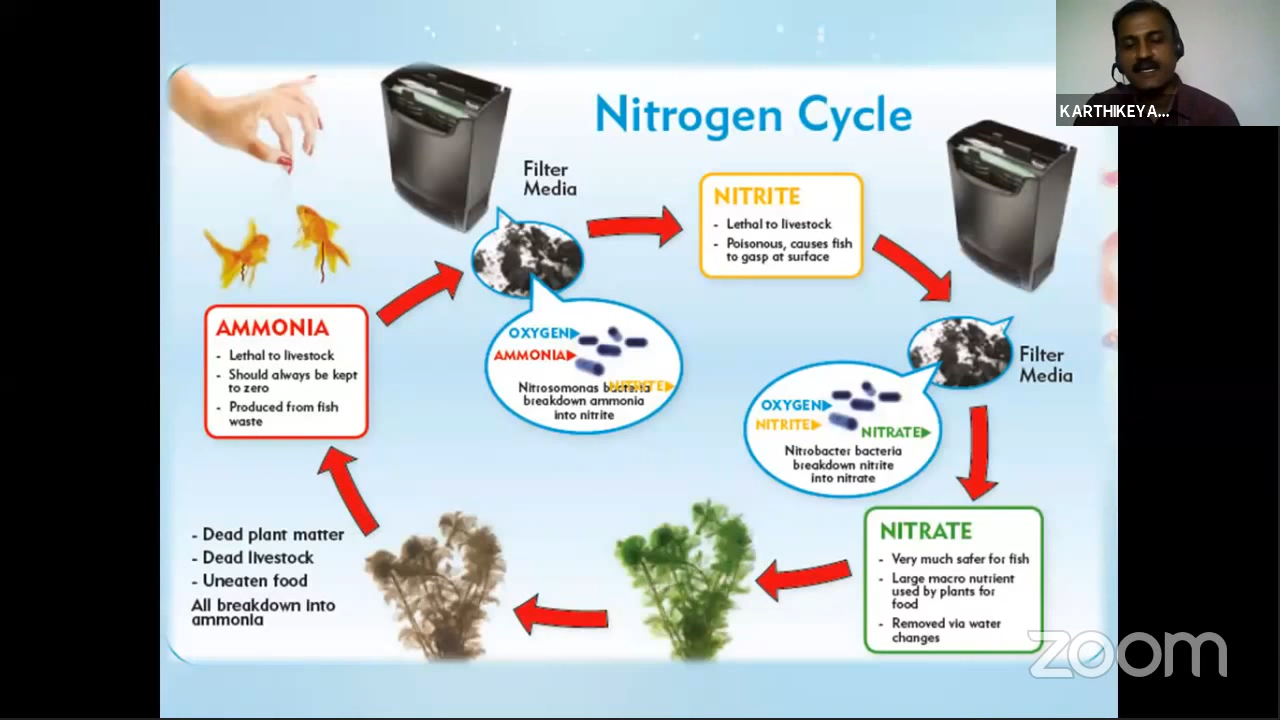 KARTHIKEYA...
Nitrogen Cycle
Filter
Media
NITRITE
- Lethal to livestock
- Poisonous, causes fish
to gasp at surface
AMMONIA
- Lethal to livestock
- Should always be kept
to zero
- Produced from fish
waste
OXYGEN
AMMONIA
NITRITE
Nitrosomonas bacteria
breakdown ammonia
into nitrite
Filter
Media
OXYGEN
NITRITE
NITRATE
Nitrobacter bacteria
breakdown nitrite
into nitrate
NITRATE
- Very much safer for fish
- Large macro nutrient
used by plants for
food
- Removed via water
changes
- Dead plant matter
- Dead livestock
- Uneaten food
All breakdown into
ammonia
zoom